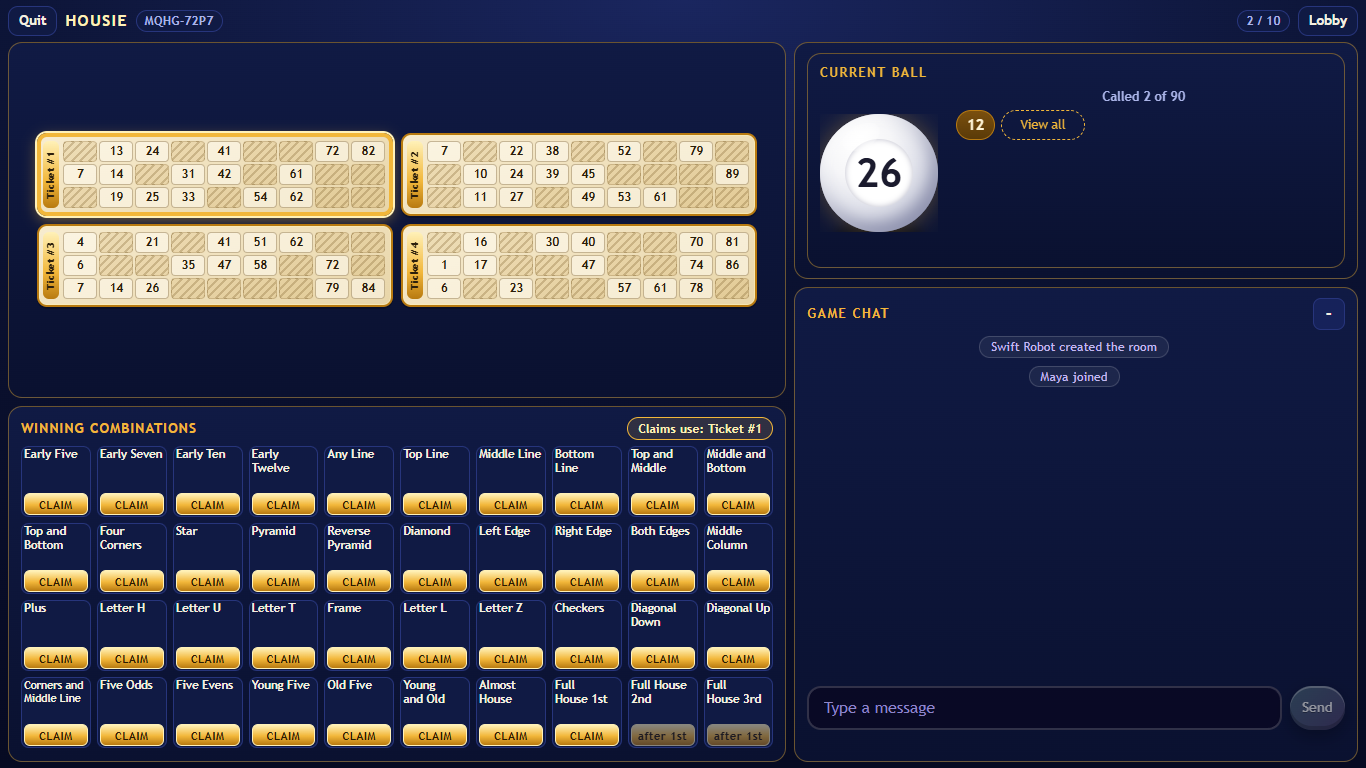 Quit HOUSIE MQHG-72P7 2 / 10 Lobby
Ticket #1
13 24 41 72 82
7 14 31 42 61
19 25 33 54 62
Ticket #2
7 22 38 52 79
10 24 39 45 89
11 27 49 53 61
Ticket #3
4 21 41 51 62
6 35 47 58 72
7 14 26 79 84
Ticket #4
16 30 40 70 81
1 17 47 74 86
6 23 57 61 78
CURRENT BALL
Called 2 of 90
26
12 View all
WINNING COMBINATIONS Claims use: Ticket #1
Early Five
CLAIM
Early Seven
CLAIM
Early Ten
CLAIM
Early
Twelve
CLAIM
Any Line
CLAIM
Top Line
CLAIM
Middle Line
CLAIM
Bottom
Line
CLAIM
Top and
Middle
CLAIM
Middle and
Bottom
CLAIM
Top and
Bottom
CLAIM
Four
Corners
CLAIM
Star
CLAIM
Pyramid
CLAIM
Reverse
Pyramid
CLAIM
Diamond
CLAIM
Left Edge
CLAIM
Right Edge
CLAIM
Both Edges
CLAIM
Middle
Column
CLAIM
Plus
CLAIM
Letter H
CLAIM
Letter U
CLAIM
Letter T
CLAIM
Frame
CLAIM
Letter L
CLAIM
Letter Z
CLAIM
Checkers
CLAIM
Diagonal
Down
CLAIM
Diagonal Up
CLAIM
Corners and
Middle Line
CLAIM
Five Odds
CLAIM
Five Evens
CLAIM
Young Five
CLAIM
Old Five
CLAIM
Young
and Old
CLAIM
Almost
House
CLAIM
Full
House 1st
CLAIM
Full House
2nd
after 1st
Full
House 3rd
after 1st
GAME CHAT -
Swift Robot created the room
Maya joined
Type a message Send